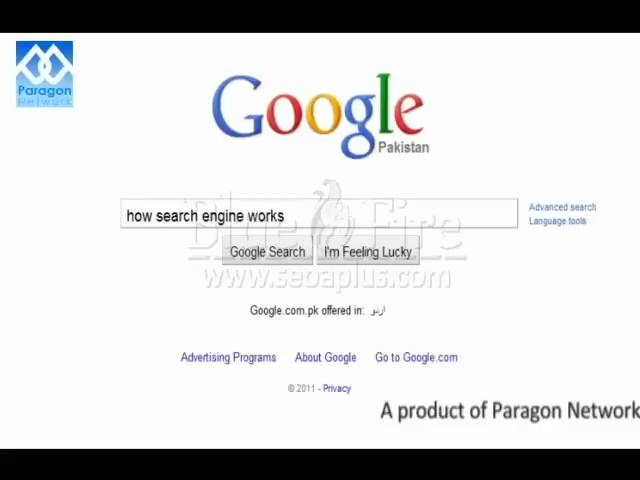 Paragon
Network
Google
Pakistan
how search engine works
Advanced search
Language tools
Blue Fire
Google Search
I'm Feeling Lucky
www.seoaplus.com
Google.com.pk offered in: اردو
Advertising Programs About Google Go to Google.com
© 2011 - Privacy
A product of Paragon Network